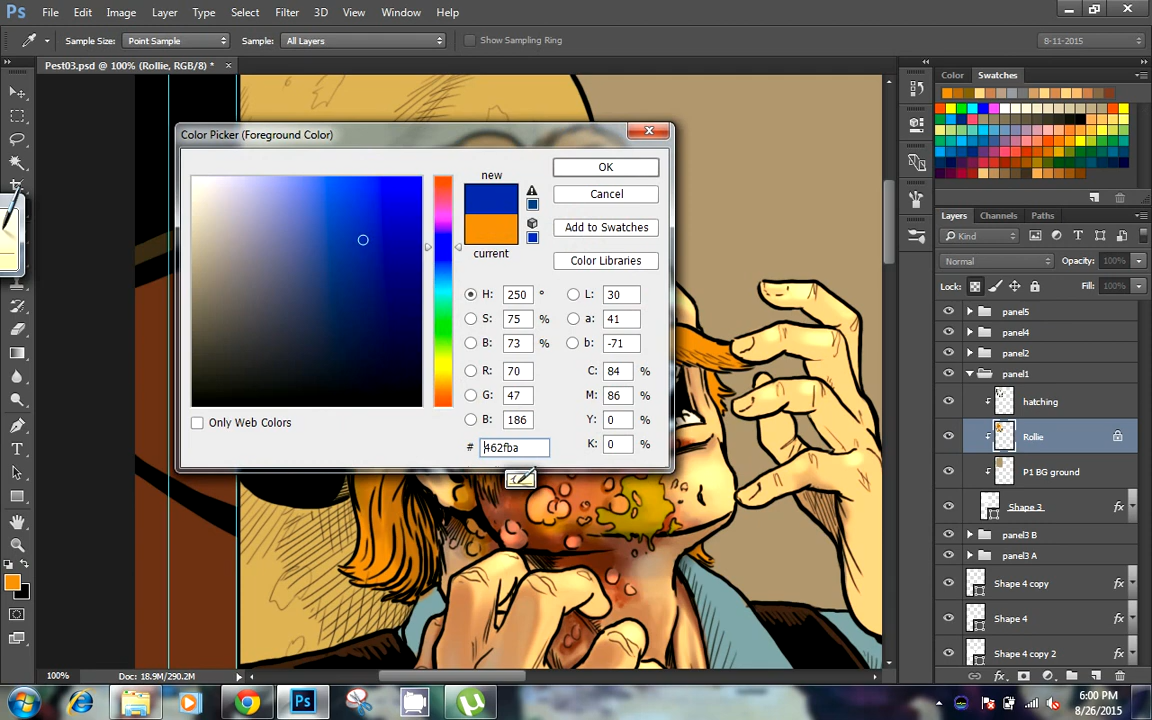 Ps File Edit Image Layer Type Select Filter 3D View Window Help
Sample Size: Point Sample Sample: All Layers Show Sampling Ring 8-11-2015
Pest03.psd @ 100% (Rollie, RGB/8) * ×
Color Picker (Foreground Color)
new
current
OK
Cancel
Add to Swatches
Color Libraries
H: 250 ° L: 30
S: 75 % a: 41
B: 73 % b: -71
R: 70 C: 84 %
G: 47 M: 86 %
B: 186 Y: 0 %
# 462fba K: 0 %
Only Web Colors
Color Swatches
Layers Channels Paths
Kind
Normal Opacity: 100%
Lock: Fill: 100%
panel5
panel4
panel2
panel1
hatching
Rollie
P1 BG ground
Shape 3 fx
panel3 B
panel3 A
Shape 4 copy fx
Shape 4 fx
Shape 4 copy 2
100% Doc: 18.9M/290.2M
6:00 PM
8/26/2015